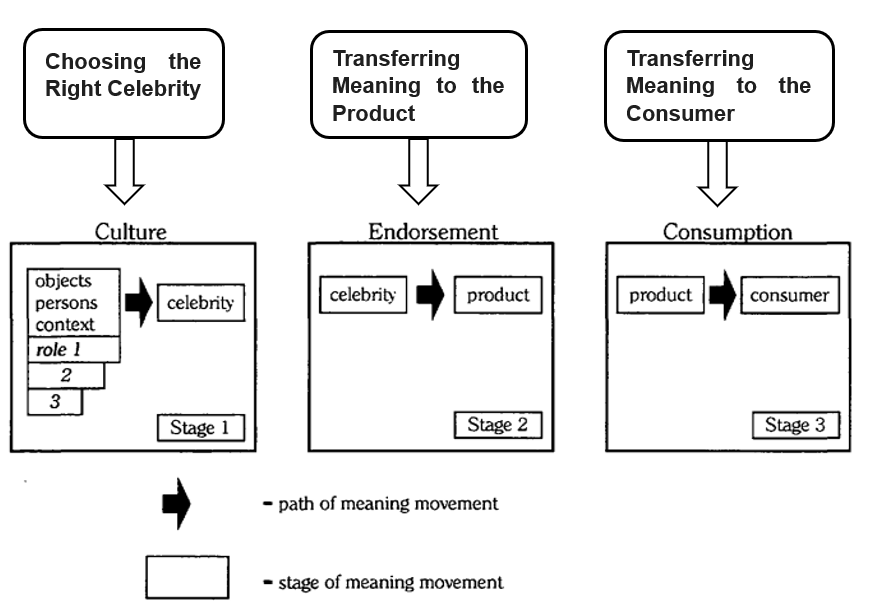 Choosing the
Right Celebrity
Transferring
Meaning to the
Product
Transferring
Meaning to the
Consumer
Culture
objects
persons
context
role 1
2
3
celebrity
Stage 1
Endorsement
celebrity
product
Stage 2
Consumption
product
consumer
Stage 3
- path of meaning movement
- stage of meaning movement